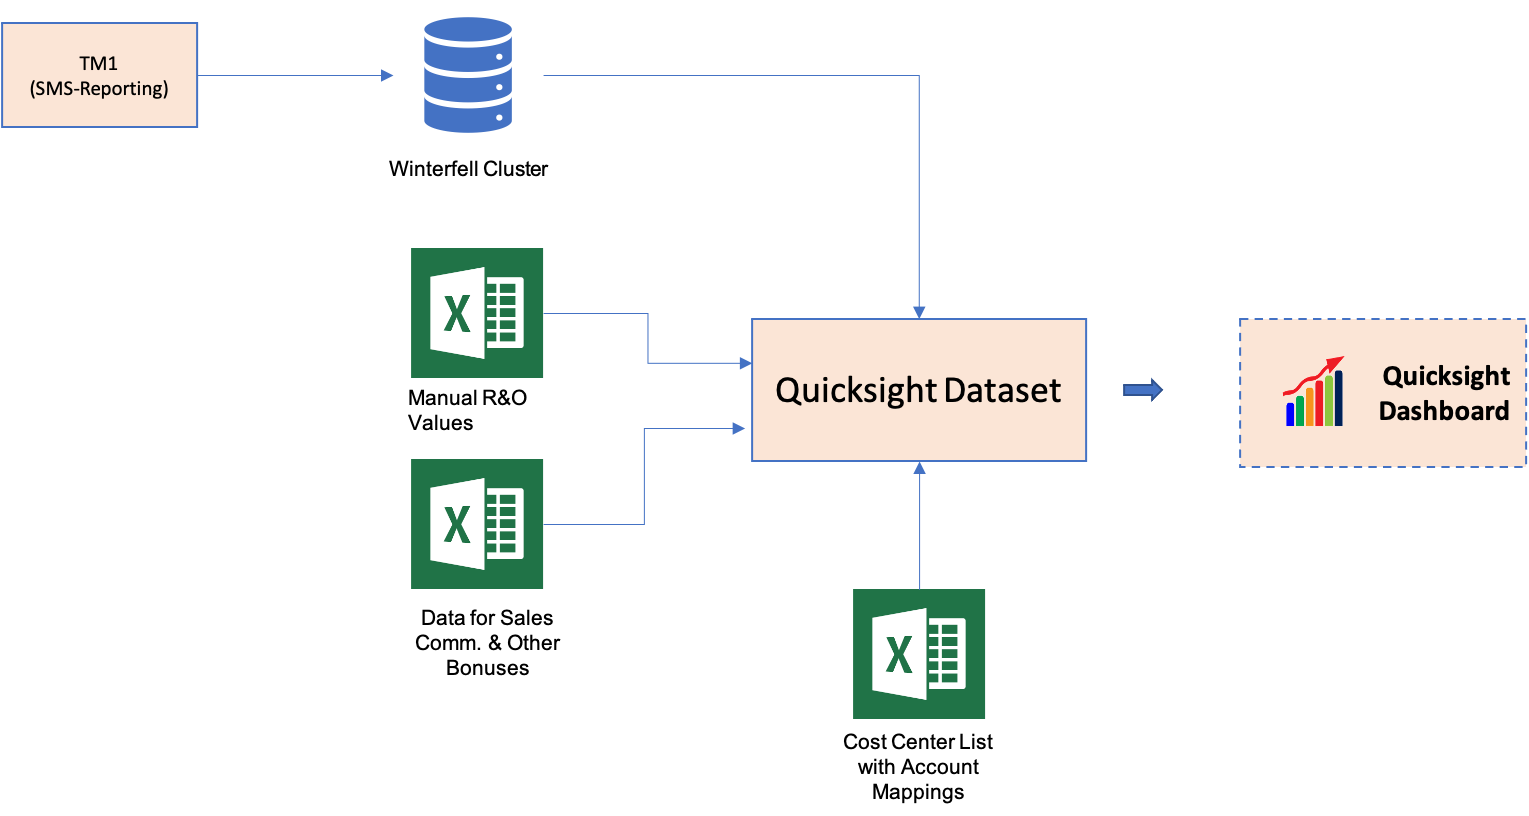 TM1
(SMS-Reporting)
Winterfell Cluster
X
Manual R&O
Values
X
Data for Sales
Comm. & Other
Bonuses
Quicksight Dataset
Quicksight
Dashboard
X
Cost Center List
with Account
Mappings